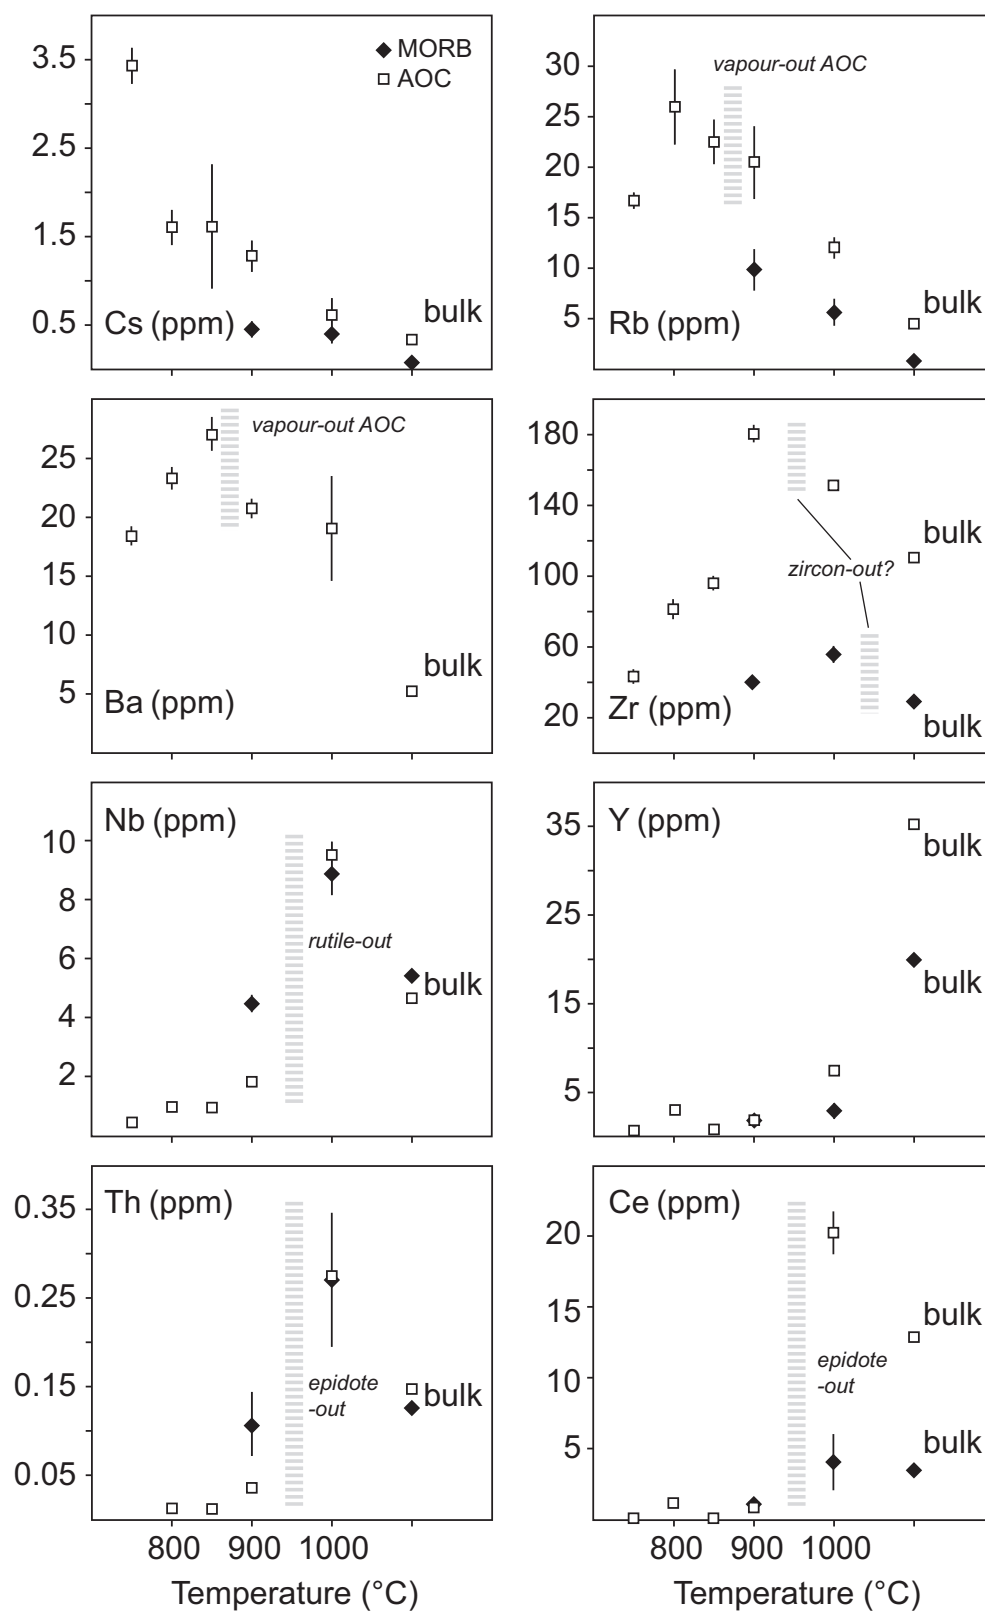 3.5
2.5
1.5
0.5
MORB
AOC
Cs (ppm)
bulk
30
25
20
15
10
5
vapour-out AOC
Rb (ppm)
bulk
25
20
15
10
5
vapour-out AOC
Ba (ppm)
bulk
180
140
100
60
20
zircon-out?
bulk
Zr (ppm)
bulk
Nb (ppm)
10
8
6
4
2
rutile-out
bulk
Y (ppm)
35
25
15
5
bulk
bulk
Th (ppm)
0.35
0.25
0.15
0.05
epidote
-out
bulk
800
900
1000
Temperature (°C)
Ce (ppm)
20
15
10
5
bulk
epidote
-out
bulk
800
900
1000
Temperature (°C)